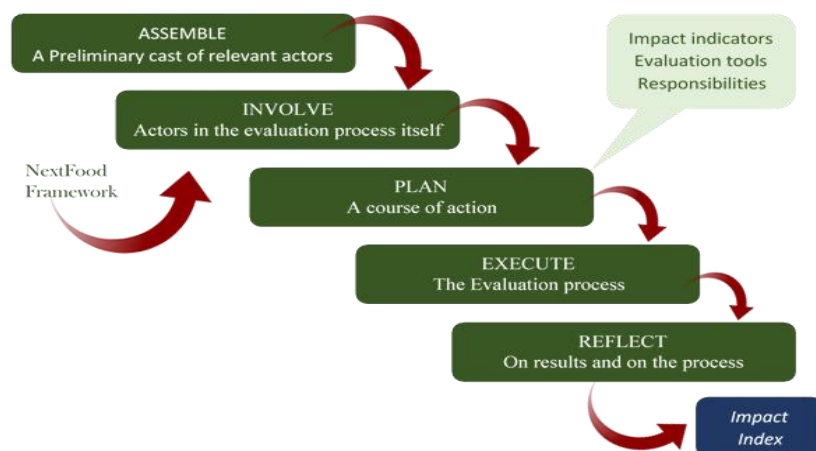 ASSEMBLE
A Preliminary cast of relevant actors
Impact indicators
Evaluation tools
Responsibilities
INVOLVE
Actors in the evaluation process itself
NextFood
Framework
PLAN
A course of action
EXECUTE
The Evaluation process
REFLECT
On results and on the process
Impact
Index